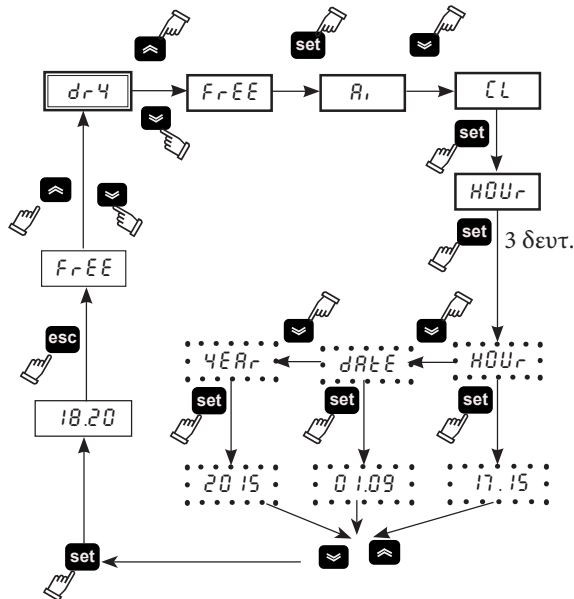 set
dr4
FrEE
Ai
CL
set
HOUr
set
3 δευτ.
FrEE
esc
YEAr
dAtE
HOUr
set
set
set
18.20
2015
01.09
17.15
set